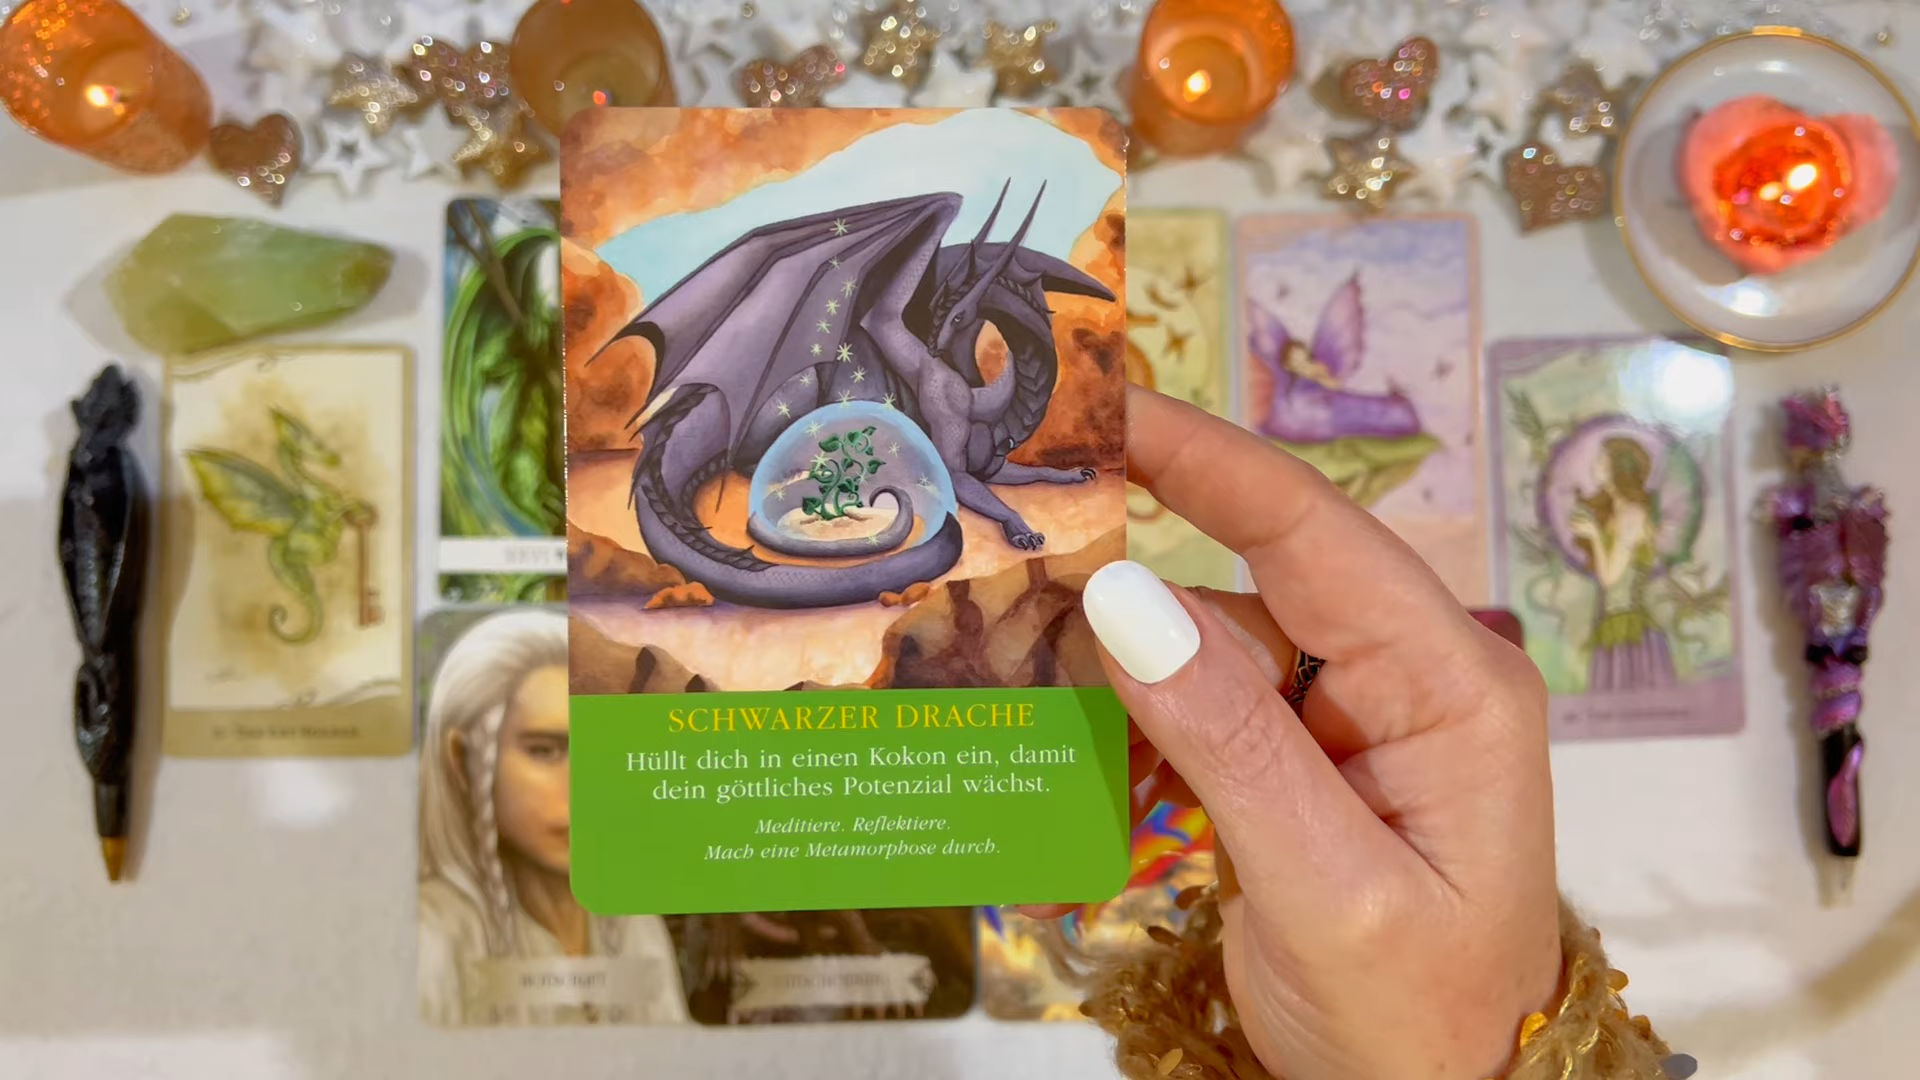 SCHWARZER DRACHE
Hüllt dich in einen Kokon ein, damit
dein göttliches Potenzial wächst.
Meditiere. Reflektiere.
Mach eine Metamorphose durch.
BOTSCHAFT